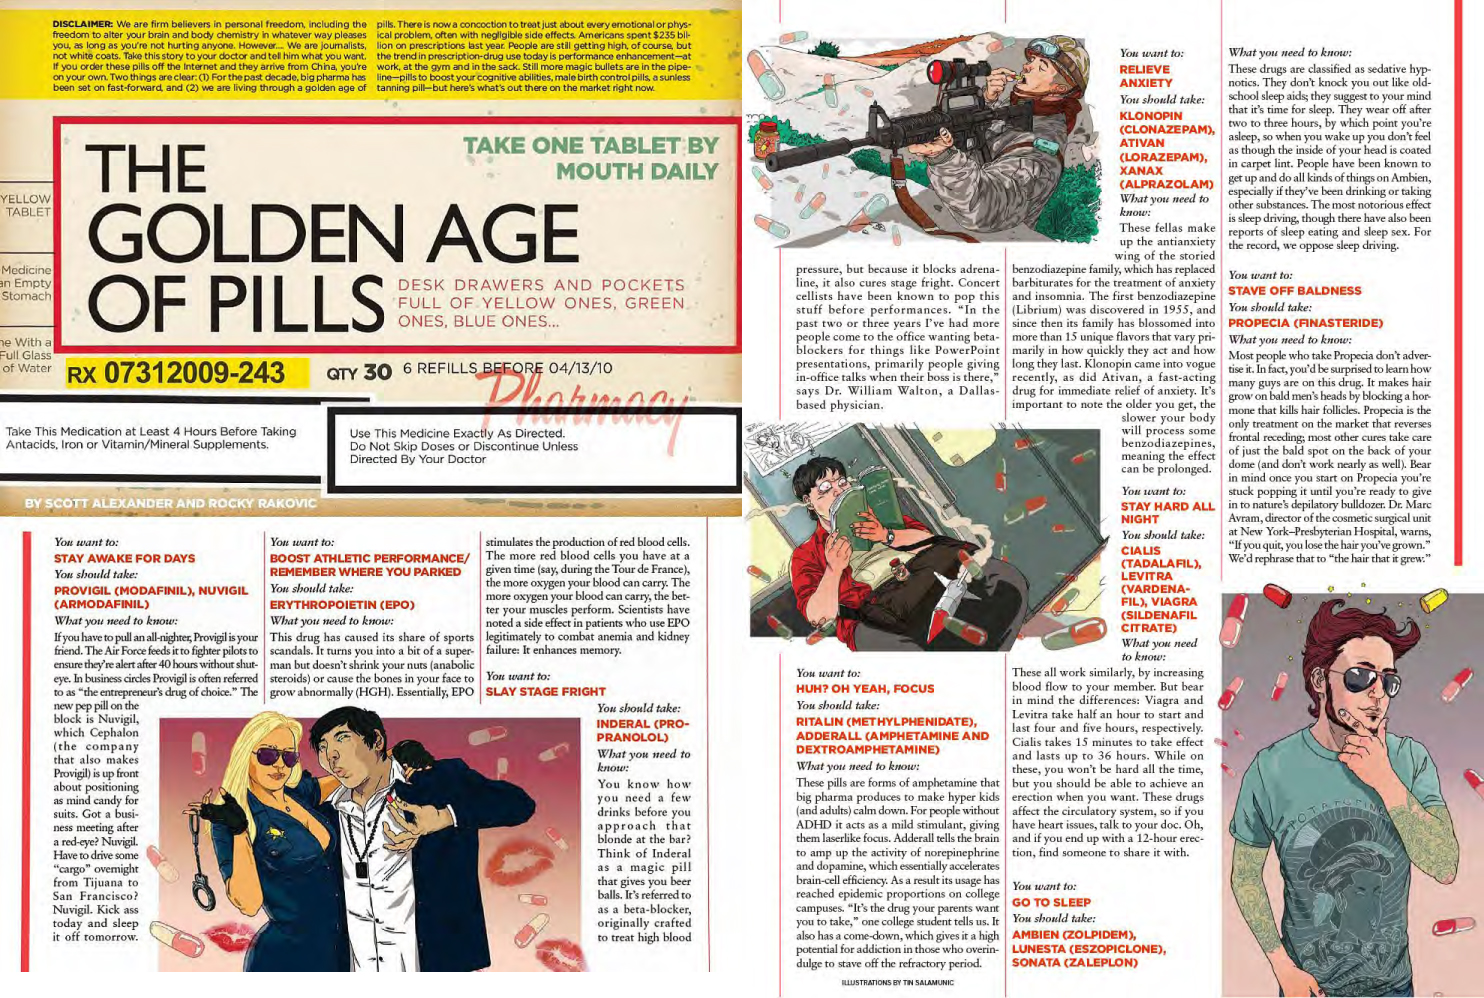 DISCLAIMER: We are firm believers in personal freedom, including the
freedom to alter your brain and body chemistry in whatever way pleases
you, as long as you're not hurting anyone. However.... We are journalists,
not white coats. Take this story to your doctor and tell him what you want.
If you order these pills off the Internet and they arrive from China, you're
on your own. Two things are clear: (1) For the past decade, big pharma has
been set on fast-forward, and (2) we are living through a golden age of
pills. There is now a concoction to treat just about every emotional or phys-
ical problem, often with negligible side effects. Americans spent $235 bil-
lion on prescriptions last year. People are still getting high, of course, but
the trend in prescription-drug use today is performance enhancement—at
work, at the gym and in the sack. Still more magic bullets are in the pipe-
line—pills to boost your cognitive abilities, male birth control pills, a sunless
tanning pill—but here's what's out there on the market right now.
TAKE ONE TABLET BY
MOUTH DAILY
THE
GOLDEN AGE
OF PILLS
DESK DRAWERS AND POCKETS
FULL OF YELLOW ONES, GREEN
ONES, BLUE ONES...
YELLOW
TABLET
Medicine
an Empty
Stomach
ne With a
Full Glass
of Water
RX 07312009-243
QTY 30 6 REFILLS BEFORE 04/13/10
Pharmacy
Take This Medication at Least 4 Hours Before Taking
Antacids, Iron or Vitamin/Mineral Supplements.
Use This Medicine Exactly As Directed.
Do Not Skip Doses or Discontinue Unless
Directed By Your Doctor
BY SCOTT ALEXANDER AND ROCKY RAKOVIC
You want to:
STAY AWAKE FOR DAYS
You should take:
PROVIGIL (MODAFINIL), NUVIGIL
(ARMODAFINIL)
What you need to know:
If you have to pull an all-nighter, Provigil is your
friend. The Air Force feeds it to fighter pilots to
ensure they're alert after 40 hours without shut-
eye. In business circles Provigil is often referred
to as "the entrepreneur's drug of choice." The
new pep pill on the
block is Nuvigil,
which Cephalon
(the company
that also makes
Provigil) is up front
about positioning
as mind candy for
suits. Got a busi-
ness meeting after
a red-eye? Nuvigil.
Have to drive some
"cargo" overnight
from Tijuana to
San Francisco?
Nuvigil. Kick ass
today and sleep
it off tomorrow.
You want to:
BOOST ATHLETIC PERFORMANCE/
REMEMBER WHERE YOU PARKED
You should take:
ERYTHROPOIETIN (EPO)
What you need to know:
This drug has caused its share of sports
scandals. It turns you into a bit of a super-
man but doesn't shrink your nuts (anabolic
steroids) or cause the bones in your face to
grow abnormally (HGH). Essentially, EPO
stimulates the production of red blood cells.
The more red blood cells you have at a
given time (say, during the Tour de France),
the more oxygen your blood can carry. The
more oxygen your blood can carry, the bet-
ter your muscles perform. Scientists have
noted a side effect in patients who use EPO
legitimately to combat anemia and kidney
failure: It enhances memory.
You want to:
SLAY STAGE FRIGHT
You should take:
INDERAL (PRO-
PRANOLOL)
What you need to
know:
You know how
you need a few
drinks before you
approach that
blonde at the bar?
Think of Inderal
as a magic pill
that gives you beer
balls. It's referred to
as a beta-blocker,
originally crafted
to treat high blood
pressure, but because it blocks adrena-
line, it also cures stage fright. Concert
cellists have been known to pop this
stuff before performances. "In the
past two or three years I've had more
people come to the office wanting beta-
blockers for things like PowerPoint
presentations, primarily people giving
in-office talks when their boss is there,"
says Dr. William Walton, a Dallas-
based physician.
You want to:
HUH? OH YEAH, FOCUS
You should take:
RITALIN (METHYLPHENIDATE),
ADDERALL (AMPHETAMINE AND
DEXTROAMPHETAMINE)
What you need to know:
These pills are forms of amphetamine that
big pharma produces to make hyper kids
(and adults) calm down. For people without
ADHD it acts as a mild stimulant, giving
them laserlike focus. Adderall tells the brain
to amp up the activity of norepinephrine
and dopamine, which essentially accelerates
brain-cell efficiency. As a result its usage has
reached epidemic proportions on college
campuses. "It's the drug your parents want
you to take," one college student tells us. It
also has a come-down, which gives it a high
potential for addiction in those who overin-
dulge to stave off the refractory period.
ILLUSTRATIONS BY TIN SALAMUNIC
You want to:
RELIEVE
ANXIETY
You should take:
KLONOPIN
(CLONAZEPAM),
ATIVAN
(LORAZEPAM),
XANAX
(ALPRAZOLAM)
What you need to
know:
These fellas make
up the antianxiety
wing of the storied
benzodiazepine family, which has replaced
barbiturates for the treatment of anxiety
and insomnia. The first benzodiazepine
(Librium) was discovered in 1955, and
since then its family has blossomed into
more than 15 unique flavors that vary pri-
marily in how quickly they act and how
long they last. Klonopin came into vogue
recently, as did Ativan, a fast-acting
drug for immediate relief of anxiety. It's
important to note the older you get, the
slower your body
will process some
benzodiazepines,
meaning the effect
can be prolonged.
You want to:
STAY HARD ALL
NIGHT
You should take:
CIALIS
(TADALAFIL),
LEVITRA
(VARDENA-
FIL), VIAGRA
(SILDENAFIL
CITRATE)
What you need
to know:
These all work similarly, by increasing
blood flow to your member. But bear
in mind the differences: Viagra and
Levitra take half an hour to start and
last four and five hours, respectively.
Cialis takes 15 minutes to take effect
and lasts up to 36 hours. While on
these, you won't be hard all the time,
but you should be able to achieve an
erection when you want. These drugs
affect the circulatory system, so if you
have heart issues, talk to your doc. Oh,
and if you end up with a 12-hour erec-
tion, find someone to share it with.
You want to:
GO TO SLEEP
You should take:
AMBIEN (ZOLPIDEM),
LUNESTA (ESZOPICLONE),
SONATA (ZALEPLON)
What you need to know:
These drugs are classified as sedative hyp-
notics. They don't knock you out like old-
school sleep aids; they suggest to your mind
that it's time for sleep. They wear off after
two to three hours, by which point you're
asleep, so when you wake up you don't feel
as though the inside of your head is coated
in carpet lint. People have been known to
get up and do all kinds of things on Ambien,
especially if they've been drinking or taking
other substances. The most notorious effect
is sleep driving, though there have also been
reports of sleep eating and sleep sex. For
the record, we oppose sleep driving.
You want to:
STAVE OFF BALDNESS
You should take:
PROPECIA (FINASTERIDE)
What you need to know:
Most people who take Propecia don't adver-
tise it. In fact, you'd be surprised to learn how
many guys are on this drug. It makes hair
grow on bald men's heads by blocking a hor-
mone that kills hair follicles. Propecia is the
only treatment on the market that reverses
frontal receding; most other cures take care
of just the bald spot on the back of your
dome (and don't work nearly as well). Bear
in mind once you start on Propecia you're
stuck popping it until you're ready to give
in to nature's depilatory bulldozer. Dr. Marc
Avram, director of the cosmetic surgical unit
at New York–Presbyterian Hospital, warns,
"If you quit, you lose the hair you've grown."
We'd rephrase that to "the hair that it grew."